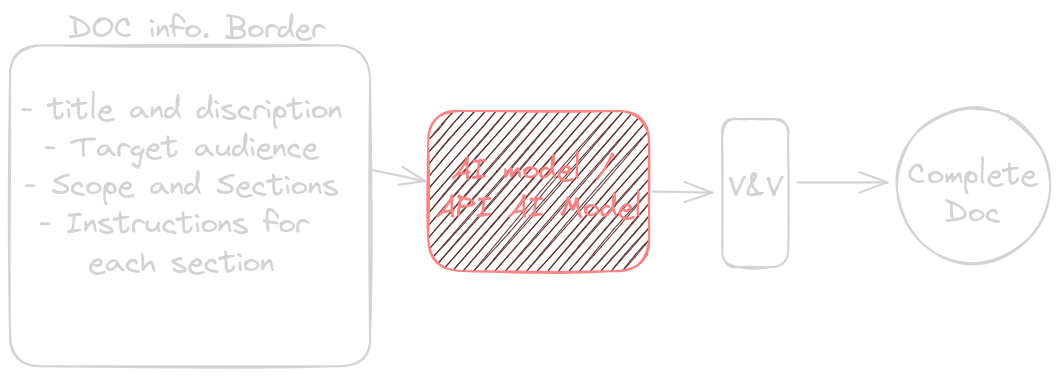 DOC info. Border
- title and discription
- Target audience
- Scope and Sections
- Instructions for
each section
AI model /
API AI Model
V&V
Complete
Doc